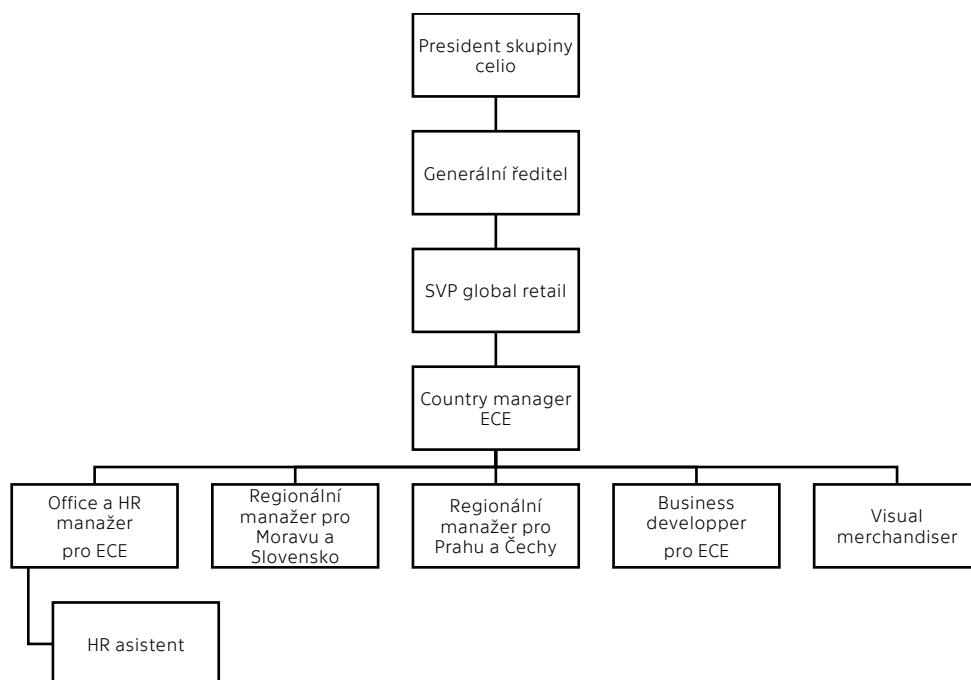 President skupiny
celio
Generální ředitel
SVP global retail
Country manager
ECE
Office a HR
manažer
pro ECE
Regionální
manažer pro
Moravu a
Slovensko
Regionální
manažer pro
Prahu a Čechy
Business
developper
pro ECE
Visual
merchandiser
HR asistent